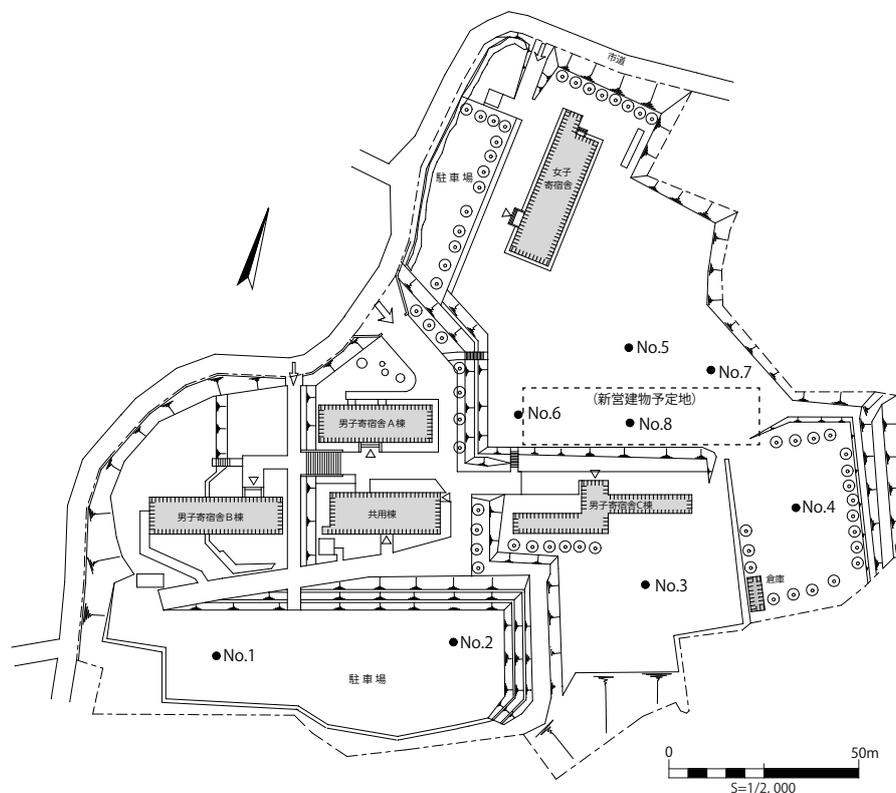 市道
駐車場
女子
寄宿舎
No.5
No.7
(新営建物予定地)
No.6
No.8
男子寄宿舎A棟
男子寄宿舎B棟
共用棟
男子寄宿舎C棟
No.4
No.3
倉庫
No.1
No.2
駐車場
0
50m
S=1/2,000